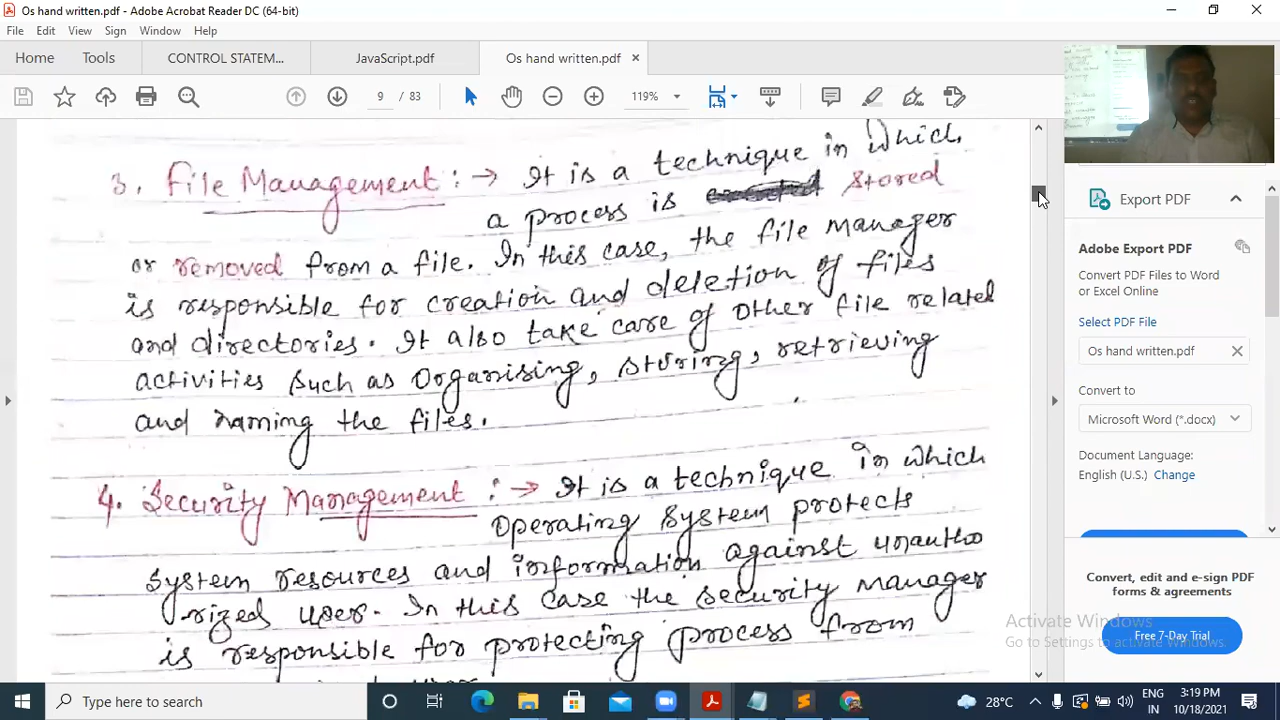 Os hand written.pdf - Adobe Acrobat Reader DC (64-bit)
File Edit View Sign Window Help
Home Tools CONTROL STATEM... JavaScript.pdf Os hand written.pdf
9 / 83 119%
3. File Management : → It is a technique in which
a process is stored
or removed from a file. In this case, the file manager
is responsible for creation and deletion of files
and directories. It also take care of other file related
activities such as Organising, storing, retrieving
and naming the files.
4. Security Management : → It is a technique in which
Operating System protects
System resources and information against unautho
rized user. In this case the security manager
is responsible for protecting process from
Export PDF
Adobe Export PDF
Convert PDF Files to Word
or Excel Online
Select PDF File
Os hand written.pdf
Convert to
Microsoft Word (*.docx)
Document Language:
English (U.S.) Change
Convert, edit and e-sign PDF
forms & agreements
Free 7-Day Trial
Activate Windows
Go to Settings to activate Windows.
Type here to search
28°C
ENG
IN
3:19 PM
10/18/2021